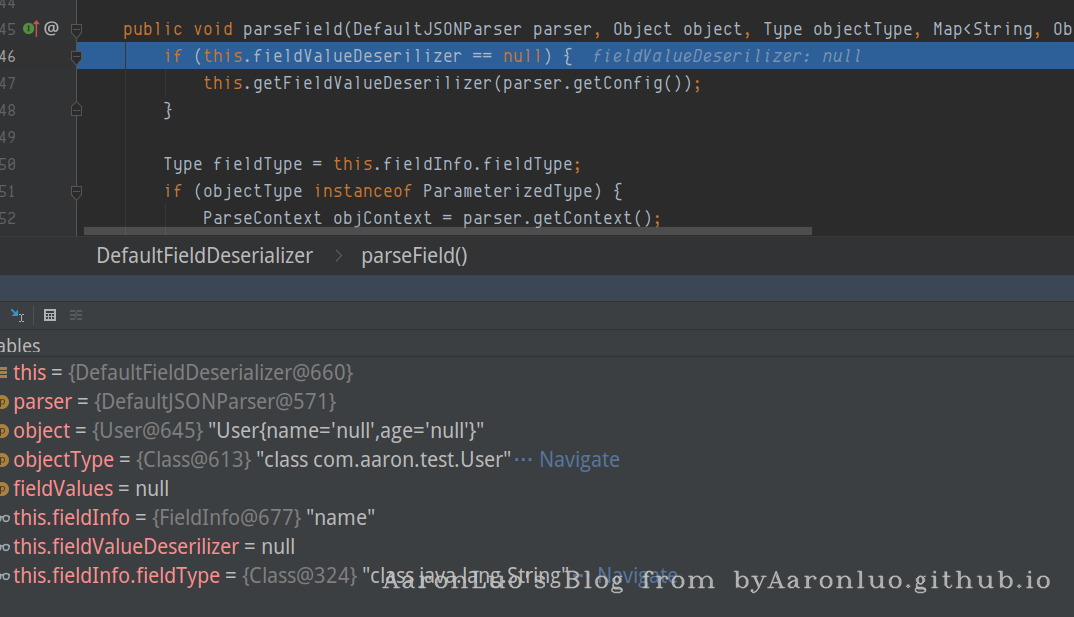 44
45 @ public void parseField(DefaultJSONParser parser, Object object, Type objectType, Map<String, Ob
46 if (this.fieldValueDeserilizer == null) { fieldValueDeserilizer: null
47 this.getFieldValueDeserilizer(parser.getConfig());
48 }
49
50 Type fieldType = this.fieldInfo.fieldType;
51 if (objectType instanceof ParameterizedType) {
52 ParseContext objContext = parser.getContext();
DefaultFieldDeserializer > parseField()
ables
this = {DefaultFieldDeserializer@660}
parser = {DefaultJSONParser@571}
object = {User@645} "User{name='null',age='null'}"
objectType = {Class@613} "class com.aaron.test.User"… Navigate
fieldValues = null
this.fieldInfo = {FieldInfo@677} "name"
this.fieldValueDeserilizer = null
this.fieldInfo.fieldType = {Class@324} "class java.lang.String"… Navigate
AaronLuo's Blog from byAaronluo.github.io